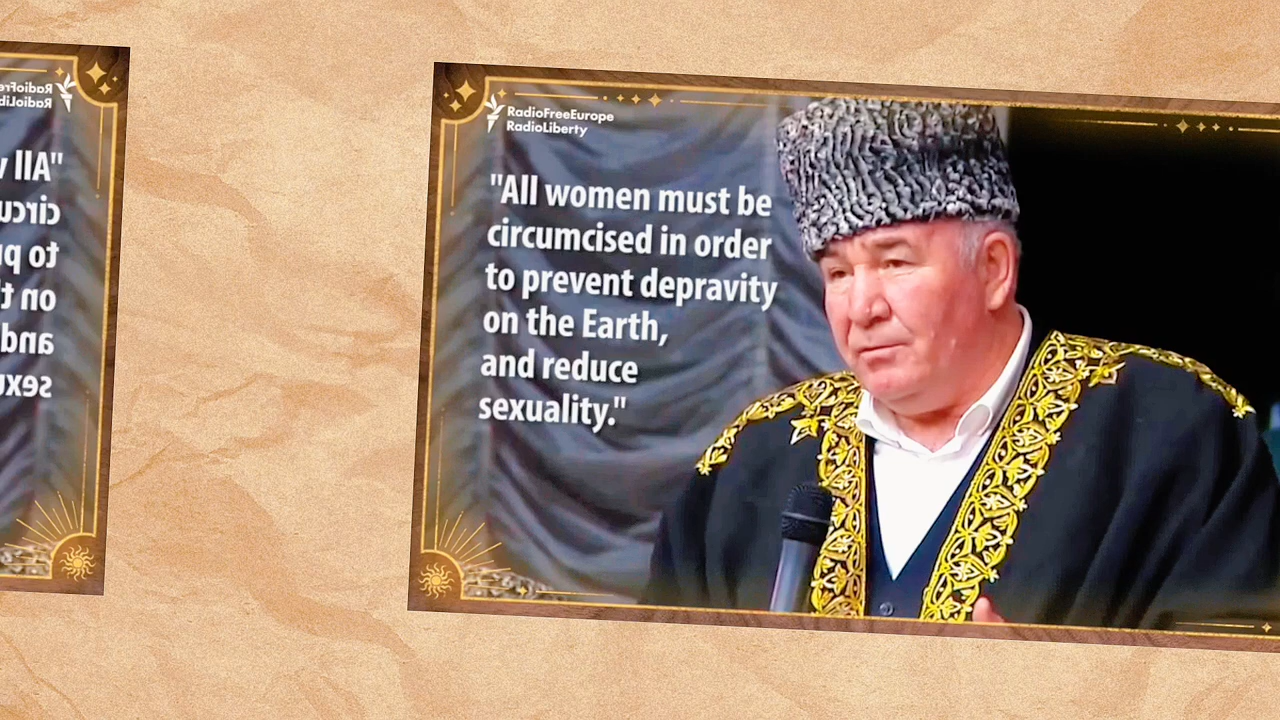 RadioFreeEurope
RadioLiberty
"All women must be
circumcised in order
to prevent depravity
on the Earth,
and reduce
sexuality."